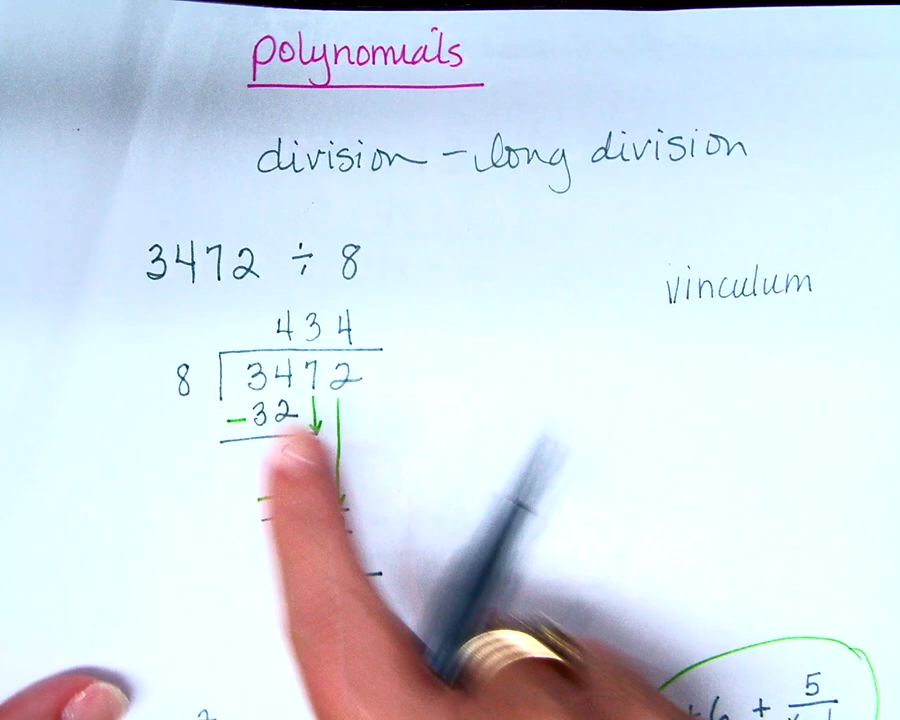 polynomials
division - long division
3472 ÷ 8
vinculum
434
8 3472
-32
+ 5